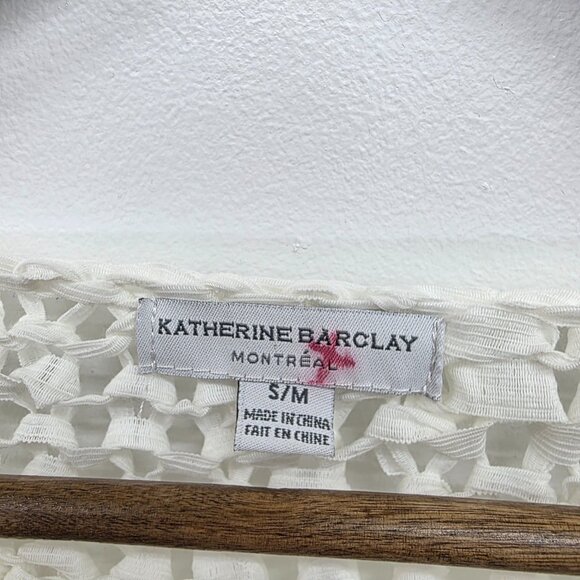 KATHERINE BARCLAY
MONTRÉAL
S/M
MADE IN CHINA
FAIT EN CHINE